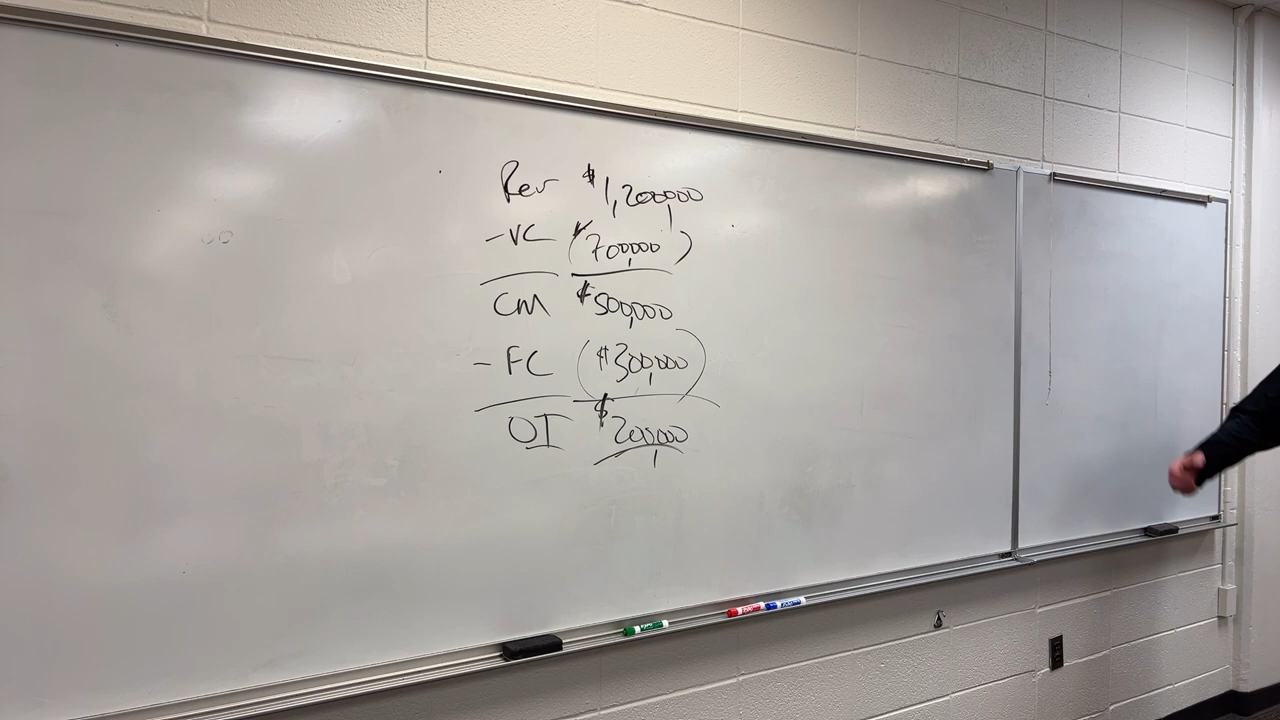 Rev $1,200,000
- VC ($700,000)
CM $500,000
- FC ($300,000)
OI $200,000